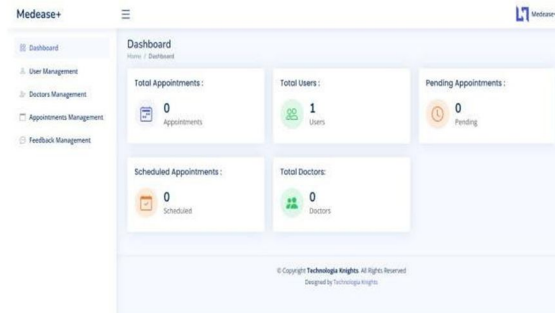 Medease+
Medease+
Dashboard
User Management
Doctors Management
Appointments Management
Feedback Management
Dashboard
Home / Dashboard
Total Appointments :
0
Appointments
Total Users :
1
Users
Pending Appointments :
0
Pending
Scheduled Appointments :
0
Scheduled
Total Doctors:
0
Doctors
© Copyright Technologia Knights. All Rights Reserved
Designed by Technologia Knights